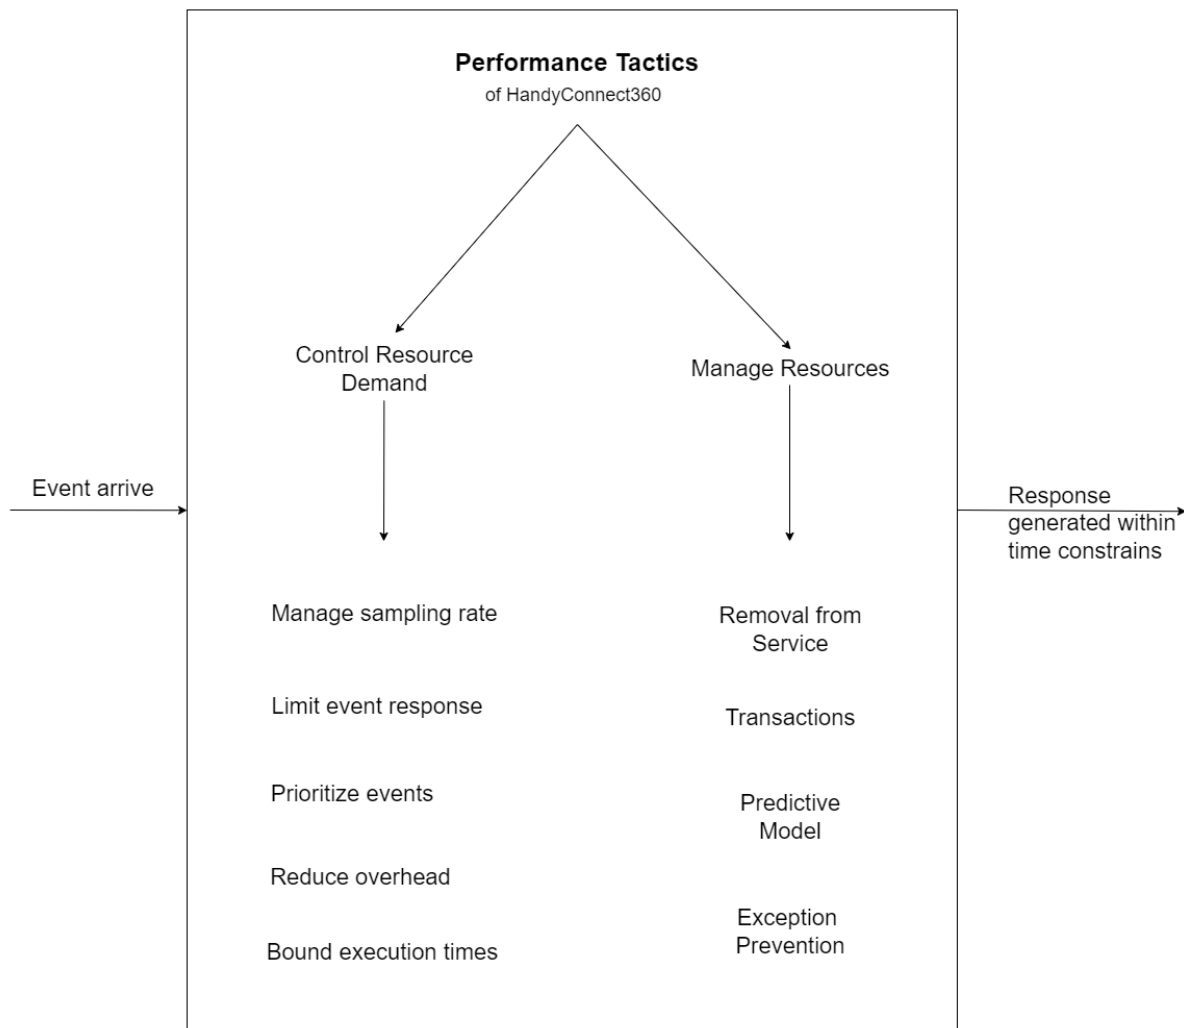 Performance Tactics
of HandyConnect360
Control Resource
Demand
Manage Resources
Event arrive
Response
generated within
time constrains
Manage sampling rate
Removal from
Service
Limit event response
Transactions
Prioritize events
Predictive
Model
Reduce overhead
Exception
Prevention
Bound execution times